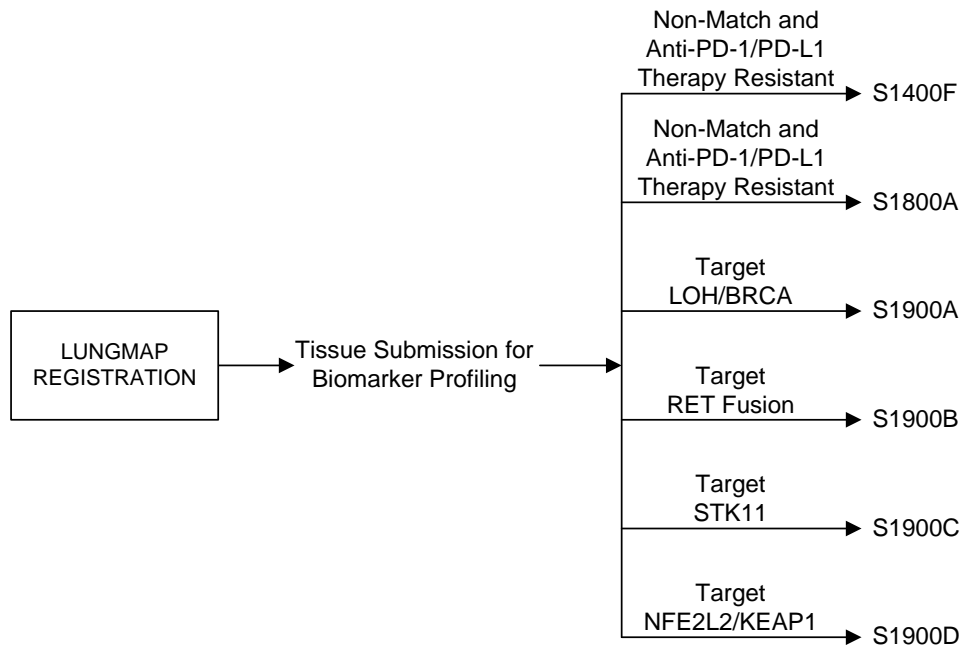 Non-Match and
Anti-PD-1/PD-L1
Therapy Resistant
S1400F
Non-Match and
Anti-PD-1/PD-L1
Therapy Resistant
S1800A
Target
LOH/BRCA
S1900A
LUNGMAP
REGISTRATION
Tissue Submission for
Biomarker Profiling
Target
RET Fusion
S1900B
Target
STK11
S1900C
Target
NFE2L2/KEAP1
S1900D